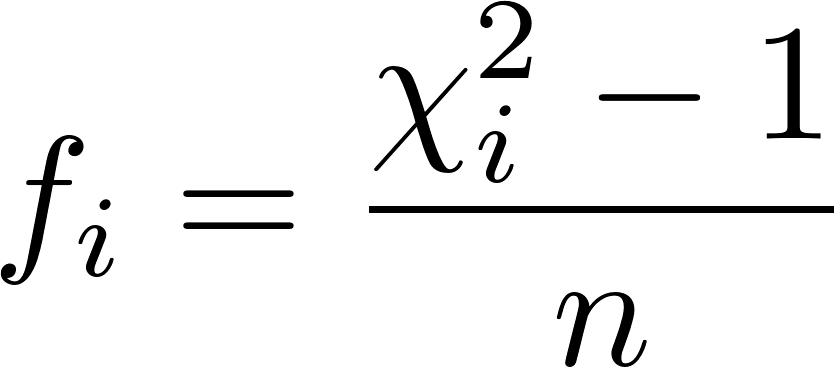 f_i = \frac{\chi_i^2 - 1}{n}